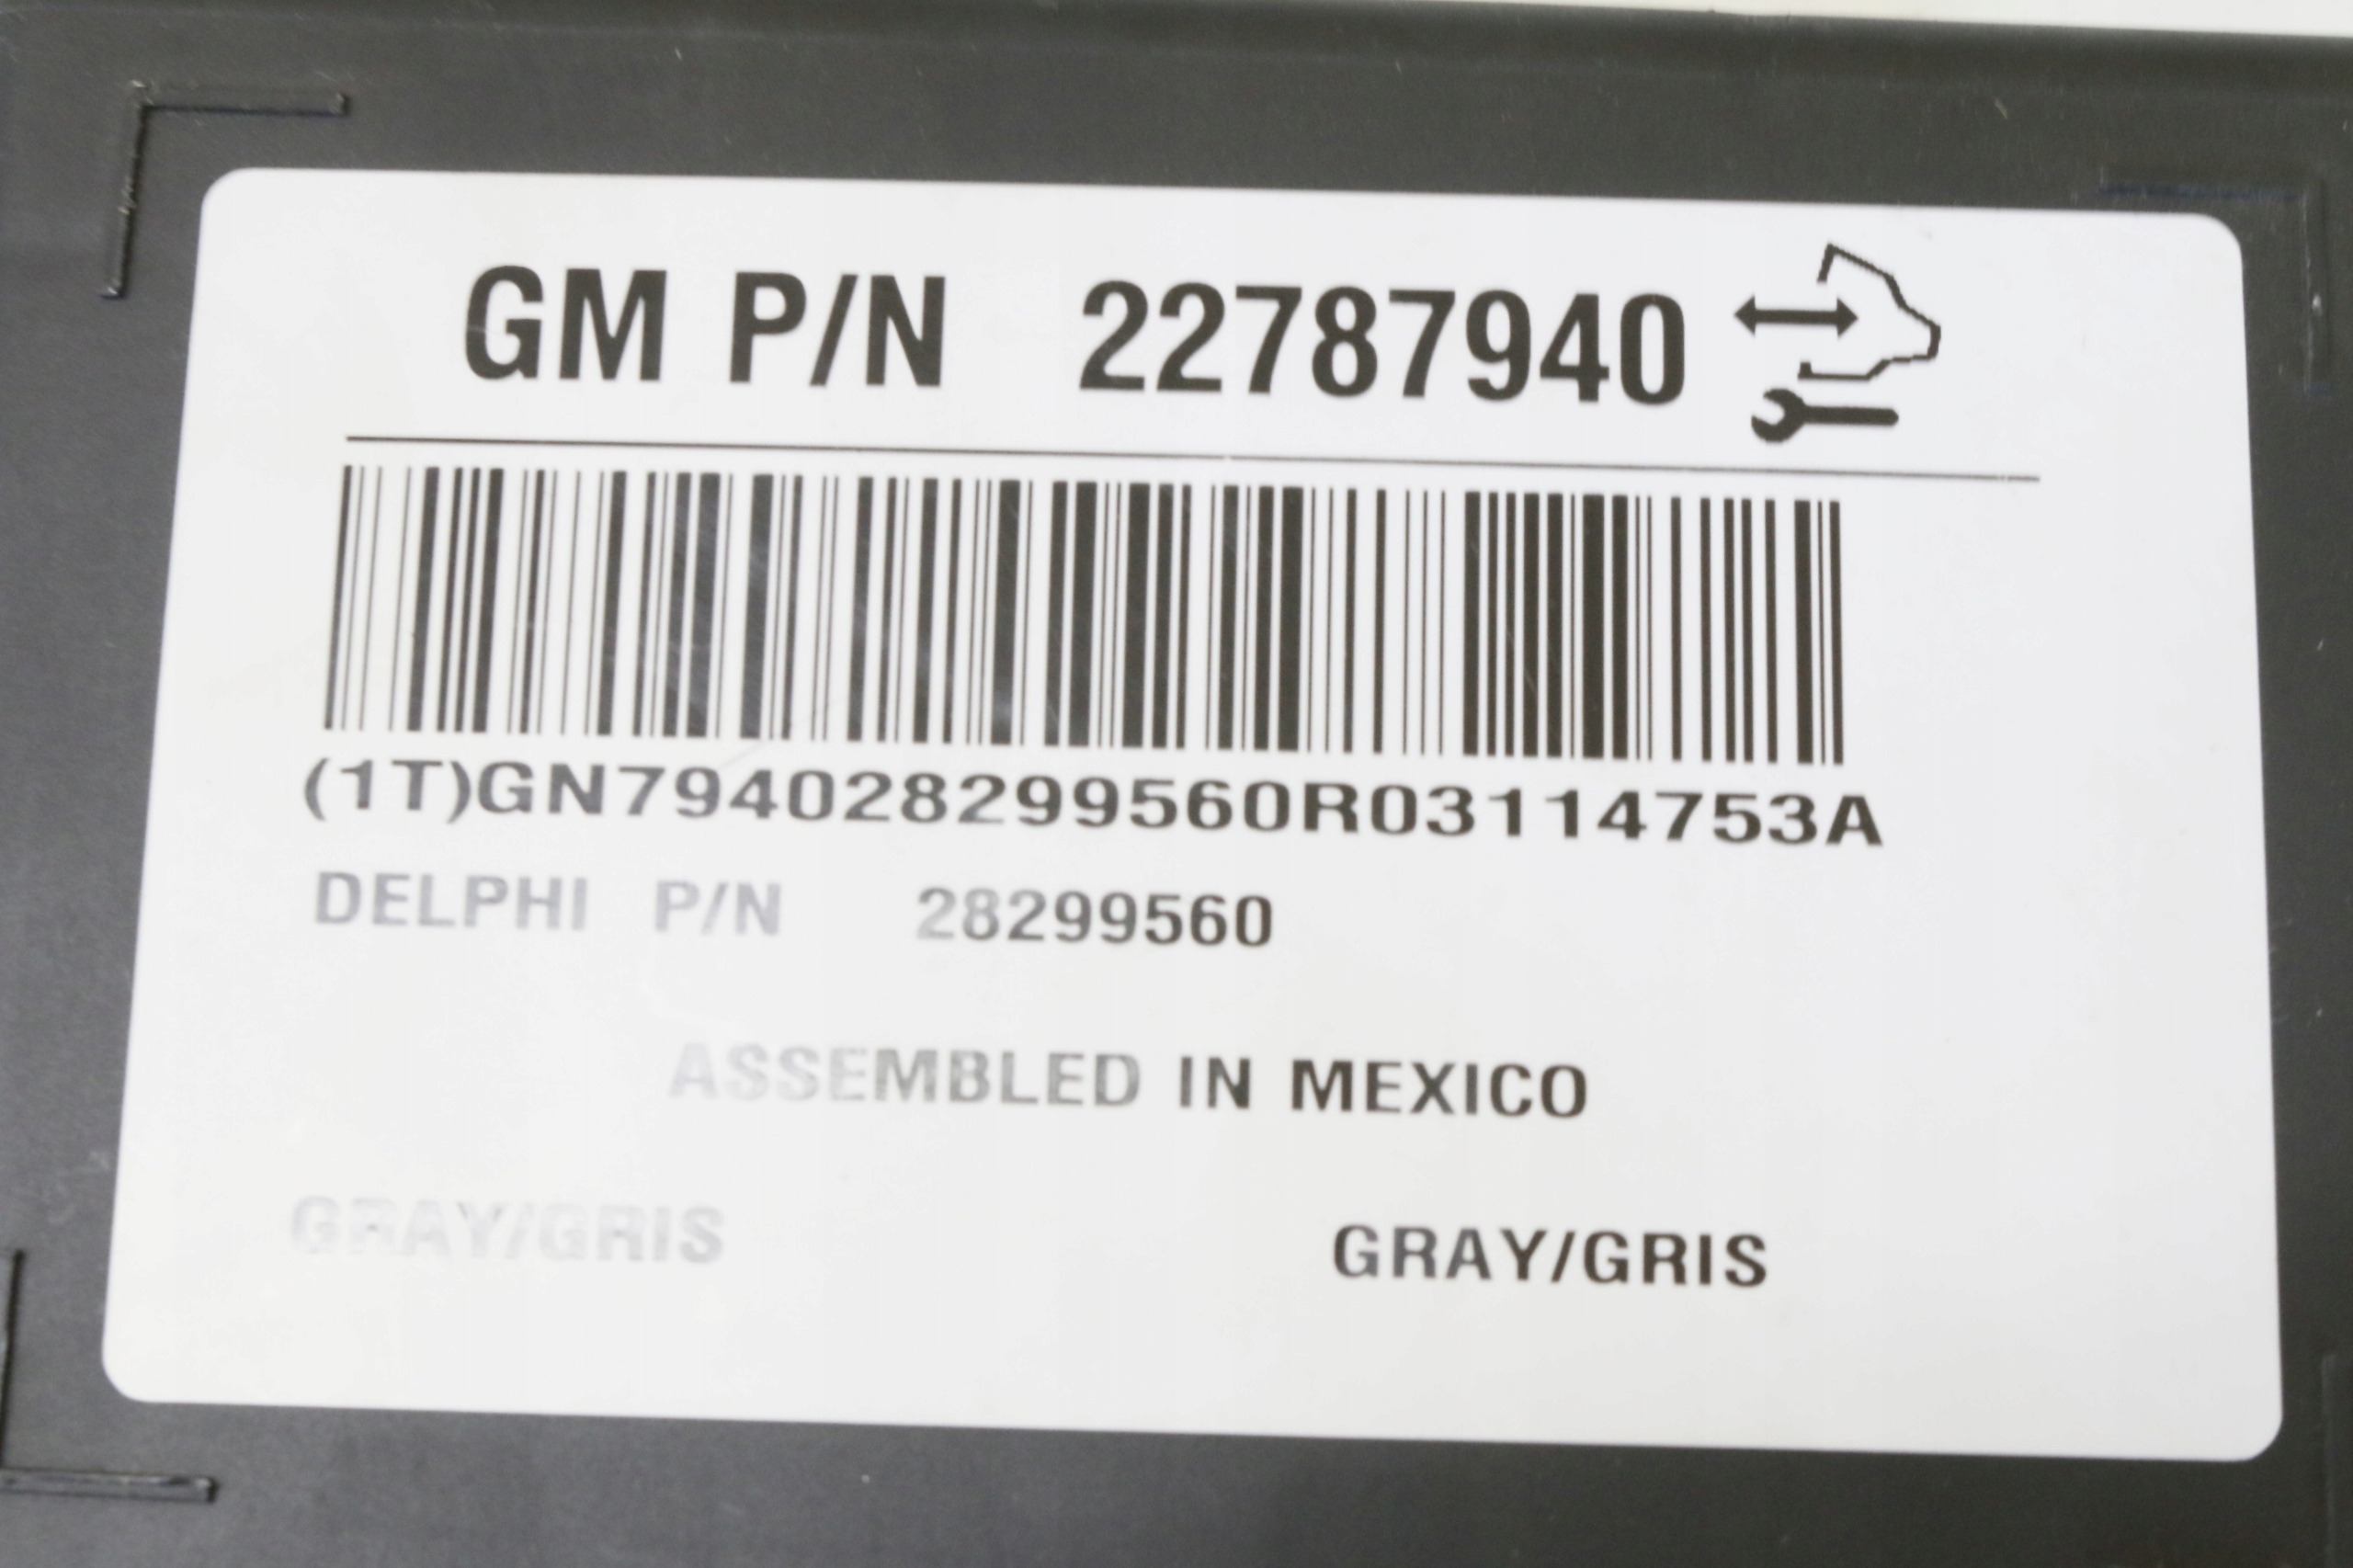 GM P/N 22787940
(1T)GN794028299560R03114753A
DELPHI P/N 28299560
ASSEMBLED IN MEXICO
GRAY/GRIS GRAY/GRIS